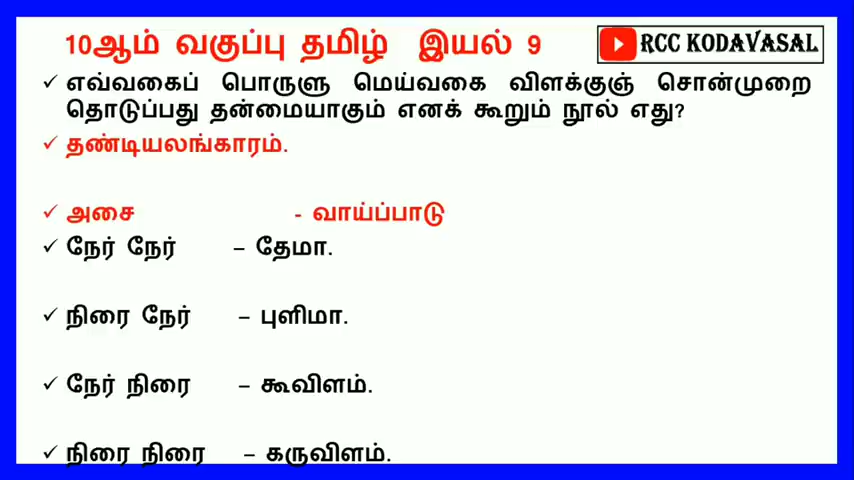 10ஆம் வகுப்பு தமிழ் இயல் 9
RCC KODAVASAL
✓ எவ்வகைப் பொருளு மெய்வகை விளக்குஞ் சொன்முறை
தொடுப்பது தன்மையாகும் எனக் கூறும் நூல் எது?
✓ தண்டியலங்காரம்.
✓ அசை - வாய்ப்பாடு
✓ நேர் நேர் – தேமா.
✓ நிரை நேர் – புளிமா.
✓ நேர் நிரை – கூவிளம்.
✓ நிரை நிரை – கருவிளம்.